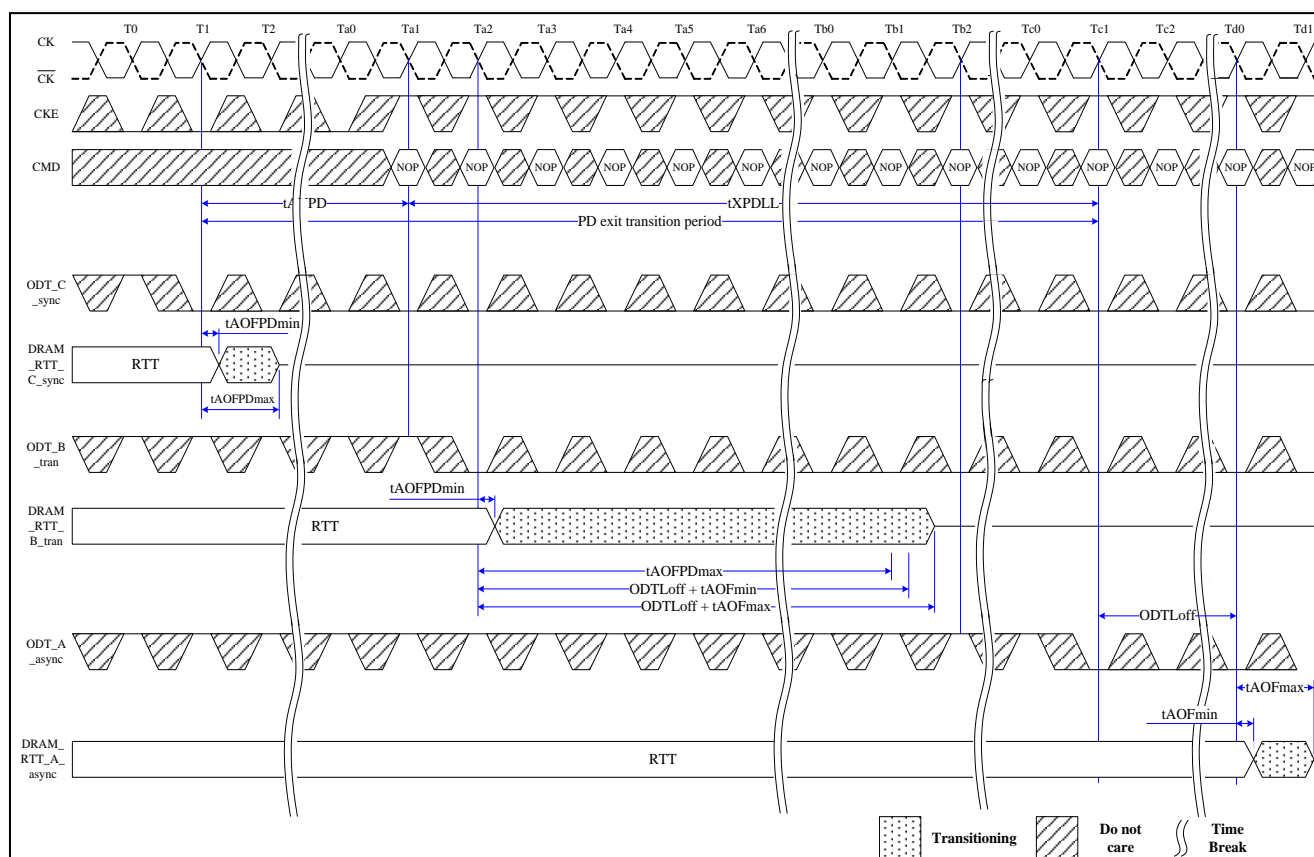 T0 T1 T2 Ta0 Ta1 Ta2 Ta3 Ta4 Ta5 Ta6 Tb0 Tb1 Tb2 Tc0 Tc1 Tc2 Td0 Td1
CK
CK
CKE
CMD
NOP NOP NOP NOP NOP NOP NOP NOP NOP NOP NOP NOP NOP NOP
tXPDLL
PD exit transition period
ODT_C
_sync
tAOFPDmin
DRAM
_RTT_
C_sync
RTT
tAOFPDmax
ODT_B
_tran
tAOFPDmin
DRAM
_RTT_
B_tran
RTT
tAOFPDmax
ODTLoff + tAOFmin
ODTLoff + tAOFmax
ODTLoff
ODT_A
_async
tAOFmax
tAOFmin
DRAM_
RTT_A_
async
RTT
Transitioning
Do not
care
Time
Break